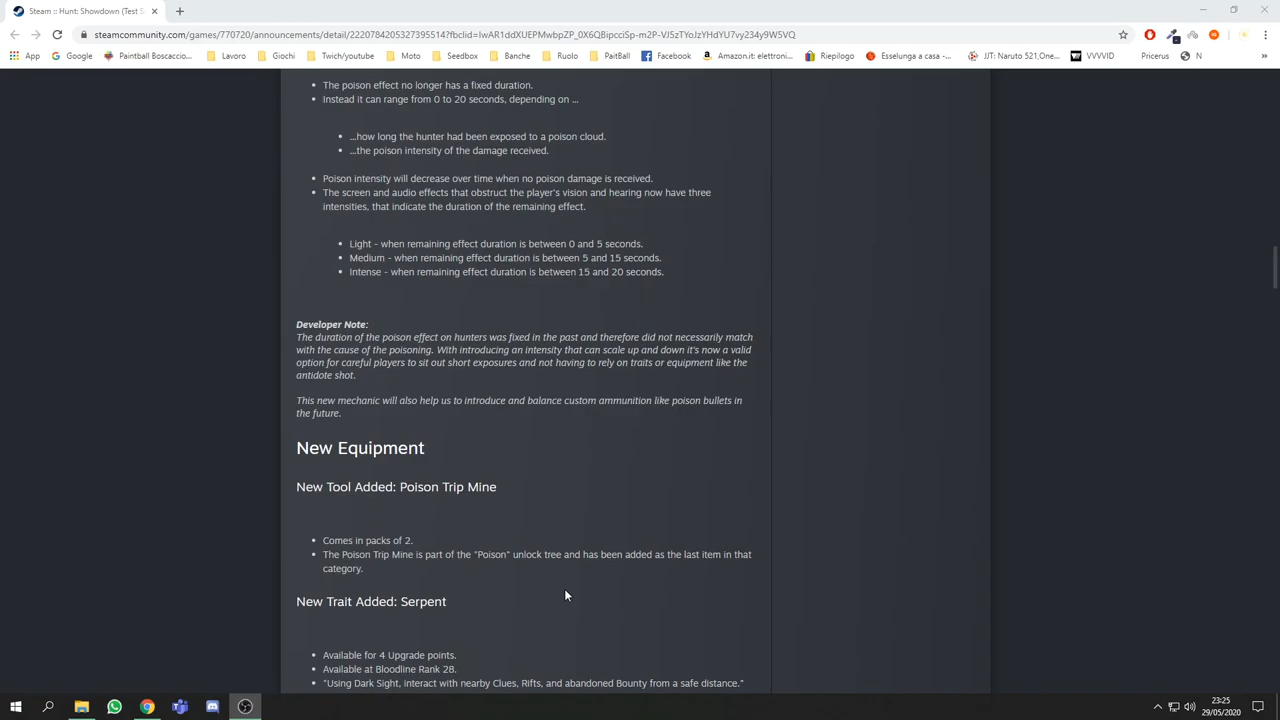 Steam :: Hunt: Showdown (Test S
steamcommunity.com/games/770720/announcements/detail/2220784205327395514?fbclid=IwAR1ddXUEPMwbpZP_0X6Q8ipcciSp-m2P-VJ5zTYoJzYHdYU7vy234y9W5VQ
App
Google
Paintball Boscaccio...
Lavoro
Giochi
Twich/youtube
Moto
Seedbox
Banche
Ruolo
PaitBall
Facebook
Amazon.it: elettroni...
Riepilogo
Esselunga a casa -...
JJT: Naruto 521,One...
VVVVID
Pricerus
N
»
• The poison effect no longer has a fixed duration.
• Instead it can range from 0 to 20 seconds, depending on ...
• ...how long the hunter had been exposed to a poison cloud.
• ...the poison intensity of the damage received.
• Poison intensity will decrease over time when no poison damage is received.
• The screen and audio effects that obstruct the player's vision and hearing now have three
intensities, that indicate the duration of the remaining effect.
• Light - when remaining effect duration is between 0 and 5 seconds.
• Medium - when remaining effect duration is between 5 and 15 seconds.
• Intense - when remaining effect duration is between 15 and 20 seconds.
Developer Note:
The duration of the poison effect on hunters was fixed in the past and therefore did not necessarily match
with the cause of the poisoning. With introducing an intensity that can scale up and down it's now a valid
option for careful players to sit out short exposures and not having to rely on traits or equipment like the
antidote shot.
This new mechanic will also help us to introduce and balance custom ammunition like poison bullets in
the future.
New Equipment
New Tool Added: Poison Trip Mine
• Comes in packs of 2.
• The Poison Trip Mine is part of the "Poison" unlock tree and has been added as the last item in that
category.
New Trait Added: Serpent
• Available for 4 Upgrade points.
• Available at Bloodline Rank 28.
• "Using Dark Sight, interact with nearby Clues, Rifts, and abandoned Bounty from a safe distance."
23:25
29/05/2020